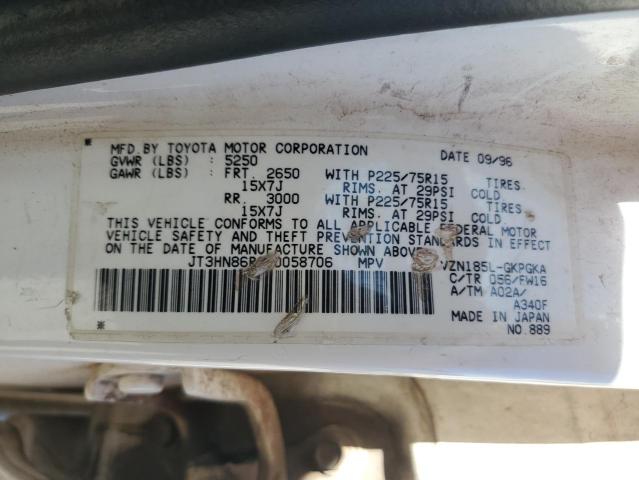 MFD.BY TOYOTA MOTOR CORPORATION DATE 09/96
GVWR (LBS) : 5250
GAWR (LBS) : FRT. 2650 WITH P225/75R15 TIRES
15X7J RIMS. AT 29PSI COLD
RR. 3000 WITH P225/75R15 TIRES
15X7J RIMS. AT 29PSI COLD
THIS VEHICLE CONFORMS TO ALL APPLICABLE FEDERAL MOTOR
VEHICLE SAFETY AND THEFT PREVENTION STANDARDS IN EFFECT
ON THE DATE OF MANUFACTURE SHOWN ABOVE
MPV VZN185L-GKPGKA
C/TR 056/FW16
A/TM A02A/
A340F
MADE IN JAPAN
NO.889